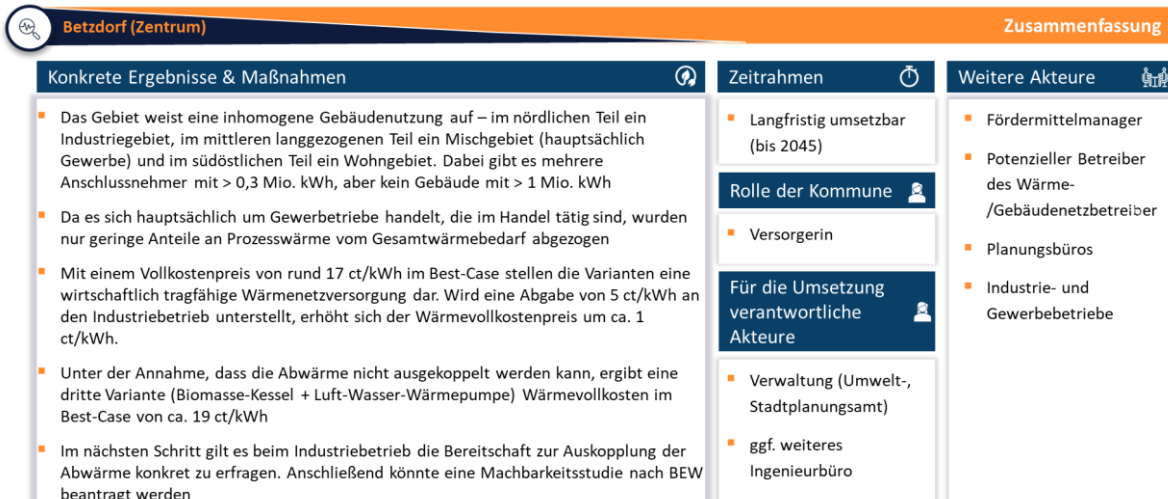 Betzdorf (Zentrum)
Zusammenfassung
Konkrete Ergebnisse & Maßnahmen
Das Gebiet weist eine inhomogene Gebäudenutzung auf – im nördlichen Teil ein
Industriegebiet, im mittleren langgezogenen Teil ein Mischgebiet (hauptsächlich
Gewerbe) und im südöstlichen Teil ein Wohngebiet. Dabei gibt es mehrere
Anschlussnehmer mit > 0,3 Mio. kWh, aber kein Gebäude mit > 1 Mio. kWh
Da es sich hauptsächlich um Gewerbetriebe handelt, die im Handel tätig sind, wurden
nur geringe Anteile an Prozesswärme vom Gesamtwärmebedarf abgezogen
Mit einem Vollkostenpreis von rund 17 ct/kWh im Best-Case stellen die Varianten eine
wirtschaftlich tragfähige Wärmenetzversorgung dar. Wird eine Abgabe von 5 ct/kWh an
den Industriebetrieb unterstellt, erhöht sich der Wärmevollkostenpreis um ca. 1
ct/kWh.
Unter der Annahme, dass die Abwärme nicht ausgekoppelt werden kann, ergibt eine
dritte Variante (Biomasse-Kessel + Luft-Wasser-Wärmepumpe) Wärmevollkosten im
Best-Case von ca. 19 ct/kWh
Im nächsten Schritt gilt es beim Industriebetrieb die Bereitschaft zur Auskopplung der
Abwärme konkret zu erfragen. Anschließend könnte eine Machbarkeitsstudie nach BEW
beantragt werden
Zeitrahmen
Langfristig umsetzbar
(bis 2045)
Rolle der Kommune
Versorgerin
Für die Umsetzung
verantwortliche
Akteure
Verwaltung (Umwelt-,
Stadtplanungsamt)
ggf. weiteres
Ingenieurbüro
Weitere Akteure
Fördermittelmanager
Potenzieller Betreiber
des Wärme-
/Gebäudenetzbetreiber
Planungsbüros
Industrie- und
Gewerbebetriebe